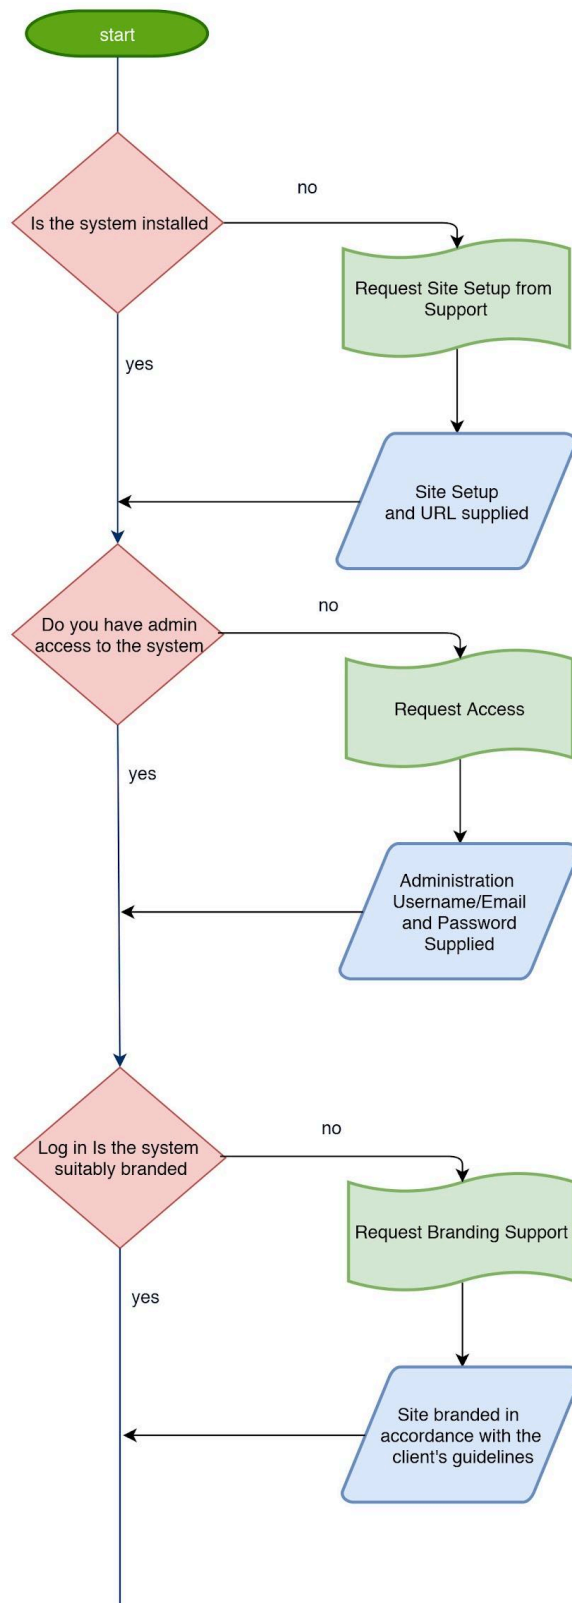 start
no
Is the system installed
Request Site Setup from
Support
yes
Site Setup
and URL supplied
no
Do you have admin
access to the system
Request Access
yes
Administration
Username/Email
and Password
Supplied
no
Log in Is the system
suitably branded
Request Branding Support
yes
Site branded in
accordance with the
client's guidelines